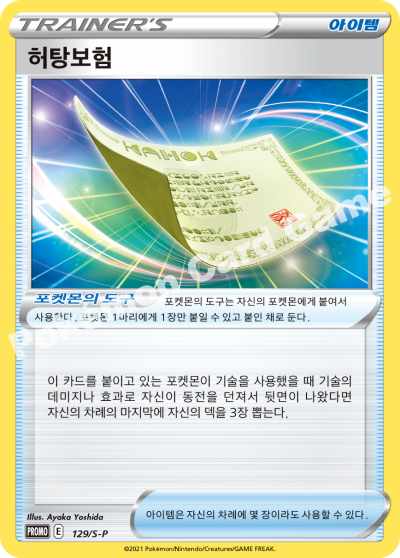 TRAINER'S
아이템
허탕보험
포켓몬의 도구
포켓몬의 도구는 자신의 포켓몬에게 붙여서
사용한다. 포켓몬 1마리에게 1장만 붙일 수 있고 붙인 채로 둔다.
이 카드를 붙이고 있는 포켓몬이 기술을 사용했을 때 기술의
데미지나 효과로 자신이 동전을 던져서 뒷면이 나왔다면
자신의 차례의 마지막에 자신의 덱을 3장 뽑는다.
Illus. Ayaka Yoshida
아이템은 자신의 차례에 몇 장이라도 사용할 수 있다.
PROMO E 129/S-P
©2021 Pokémon/Nintendo/Creatures/GAME FREAK.
Pokémon Card Game